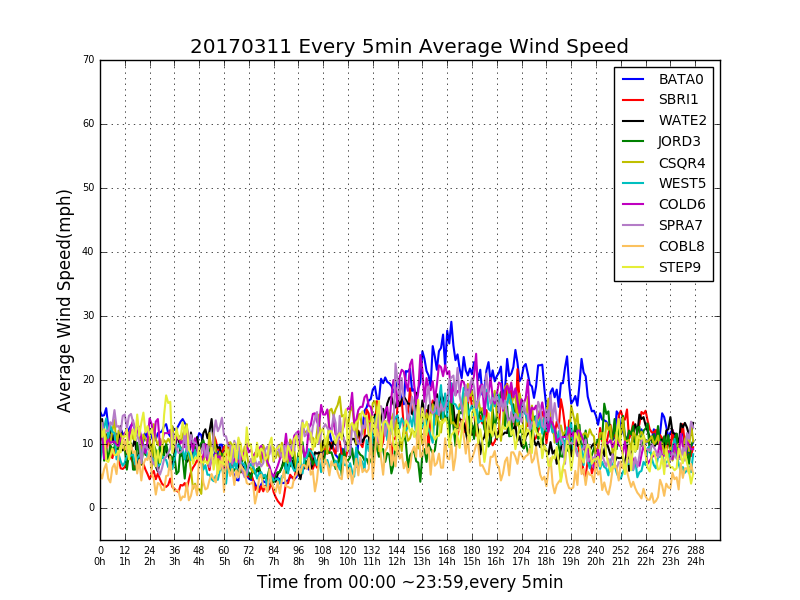 20170311 Every 5min Average Wind Speed
70
60
50
40
30
20
10
0
Average Wind Speed(mph)
BATA0
SBRI1
WATE2
JORD3
CSQR4
WEST5
COLD6
SPRA7
COBL8
STEP9
0 12 24 36 48 60 72 84 96 108 120 132 144 156 168 180 192 204 216 228 240 252 264 276 288
0h 1h 2h 3h 4h 5h 6h 7h 8h 9h 10h 11h 12h 13h 14h 15h 16h 17h 18h 19h 20h 21h 22h 23h 24h
Time from 00:00 ~23:59,every 5min